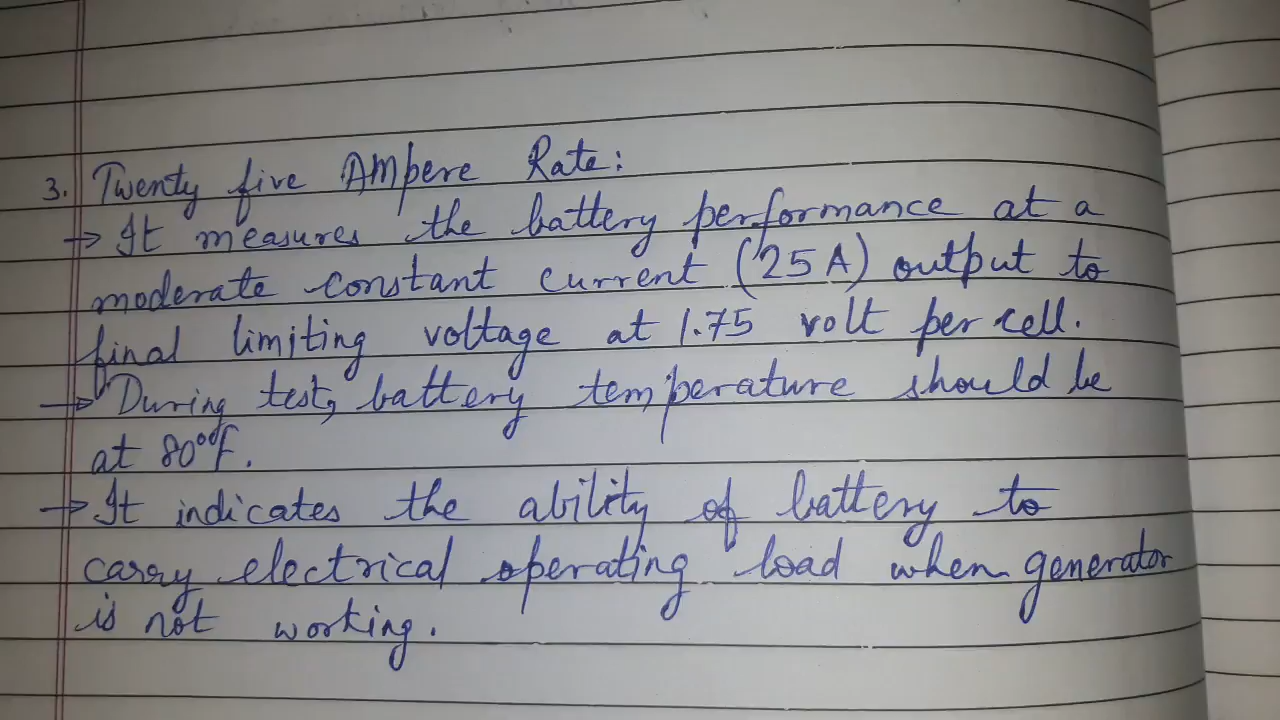 3. Twenty five Ampere Rate:
→ It measures the battery performance at a
moderate constant current (25A) output to
final limiting voltage at 1.75 volt per cell.
→ During test, battery temperature should be
at 80°F.
→ It indicates the ability of battery to
carry electrical operating load when generator
is not working.